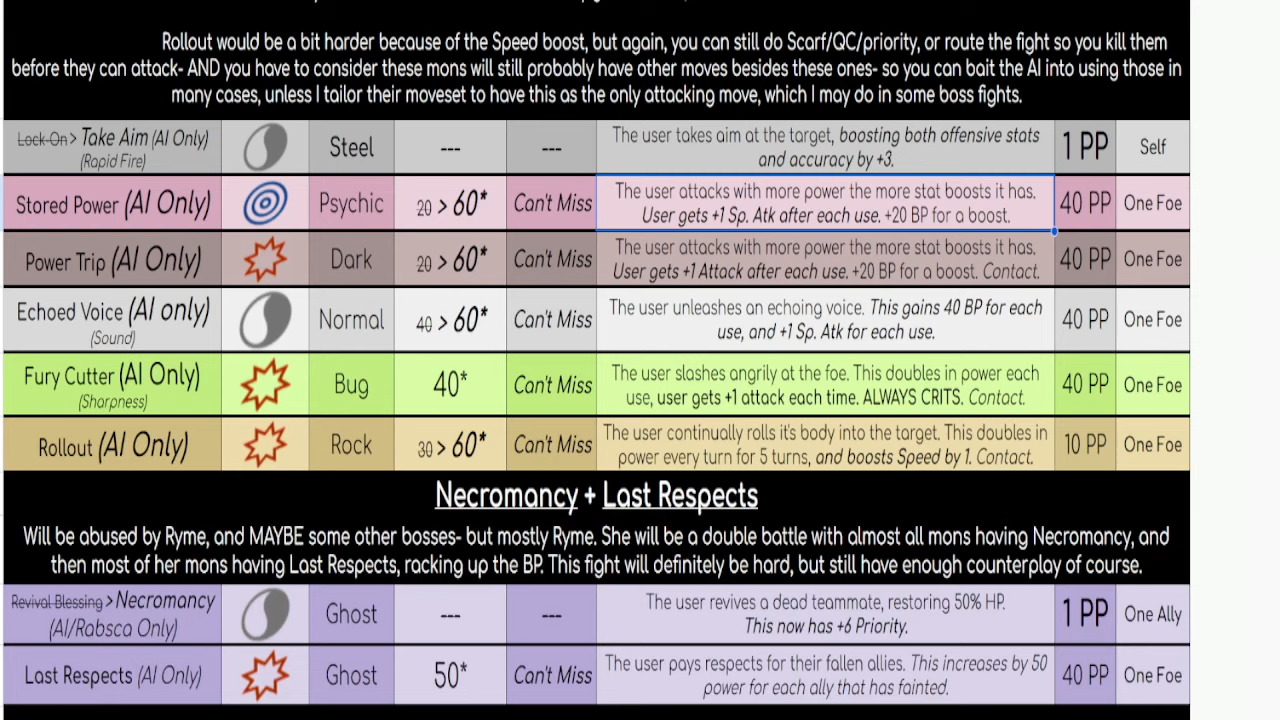 Rollout would be a bit harder because of the Speed boost, but again, you can still do Scarf/QC/priority, or route the fight so you kill them
before they can attack- AND you have to consider these mons will still probably have other moves besides these ones- so you can bait the AI into using those in
many cases, unless I tailor their moveset to have this as the only attacking move, which I may do in some boss fights.
Lock-On > Take Aim (AI Only)
(Rapid Fire)
Steel
---
---
The user takes aim at the target, boosting both offensive stats
and accuracy by +3.
1 PP
Self
Stored Power (AI Only)
Psychic
20 > 60*
Can't Miss
The user attacks with more power the more stat boosts it has.
User gets +1 Sp. Atk after each use. +20 BP for a boost.
40 PP
One Foe
Power Trip (AI Only)
Dark
20 > 60*
Can't Miss
The user attacks with more power the more stat boosts it has.
User gets +1 Attack after each use. +20 BP for a boost. Contact.
40 PP
One Foe
Echoed Voice (AI only)
(Sound)
Normal
40 > 60*
Can't Miss
The user unleashes an echoing voice. This gains 40 BP for each
use, and +1 Sp. Atk for each use.
40 PP
One Foe
Fury Cutter (AI Only)
(Sharpness)
Bug
40*
Can't Miss
The user slashes angrily at the foe. This doubles in power each
use, user gets +1 attack each time. ALWAYS CRITS. Contact.
40 PP
One Foe
Rollout (AI Only)
Rock
30 > 60*
Can't Miss
The user continually rolls it's body into the target. This doubles in
power every turn for 5 turns, and boosts Speed by 1. Contact.
10 PP
One Foe
Necromancy + Last Respects
Will be abused by Ryme, and MAYBE some other bosses- but mostly Ryme. She will be a double battle with almost all mons having Necromancy, and
then most of her mons having Last Respects, racking up the BP. This fight will definitely be hard, but still have enough counterplay of course.
Revival Blessing > Necromancy
(AI/Rabsca Only)
Ghost
---
---
The user revives a dead teammate, restoring 50% HP.
This now has +6 Priority.
1 PP
One Ally
Last Respects (AI Only)
Ghost
50*
Can't Miss
The user pays respects for their fallen allies. This increases by 50
power for each ally that has fainted.
40 PP
One Foe